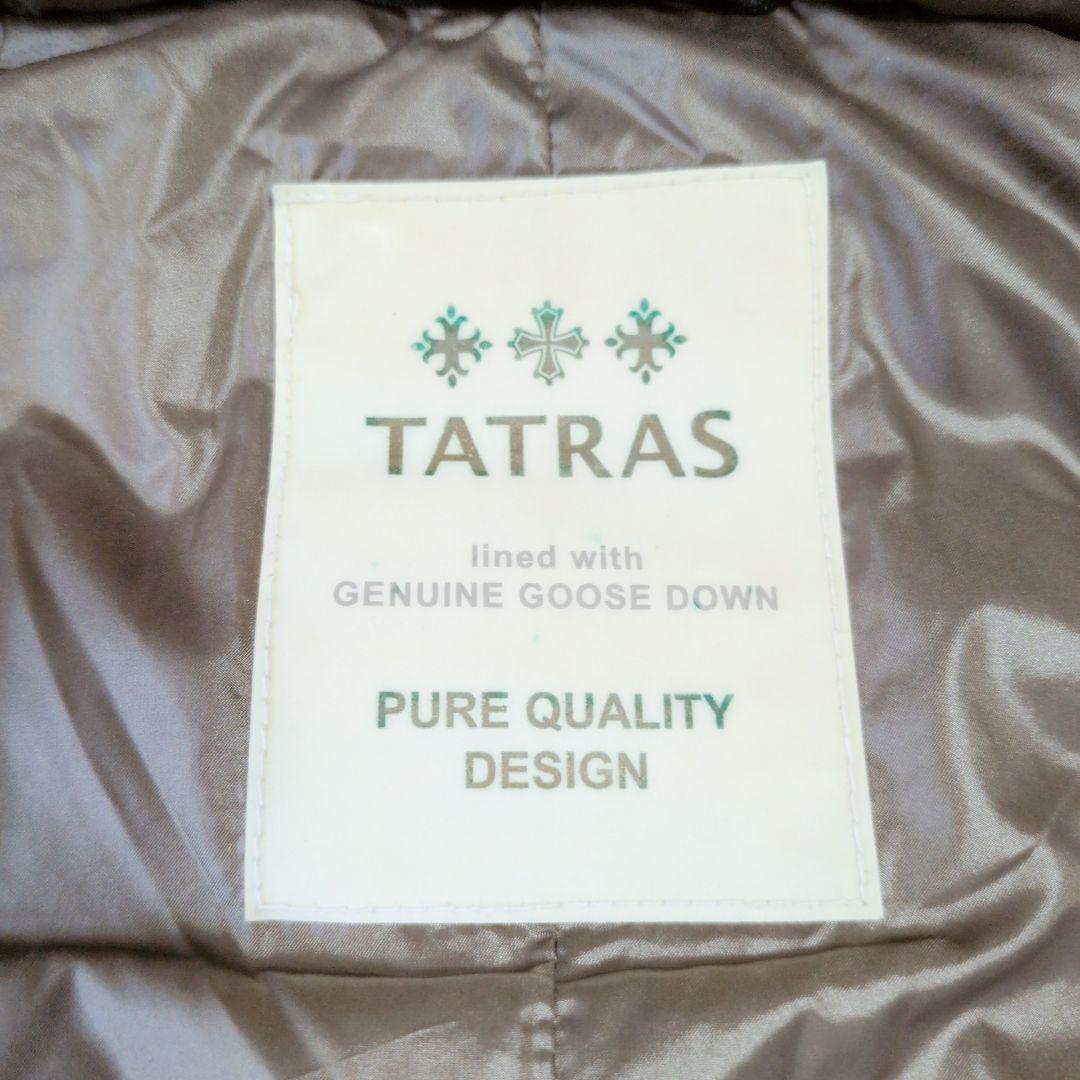 TATRAS
lined with
GENUINE GOOSE DOWN
PURE QUALITY
DESIGN